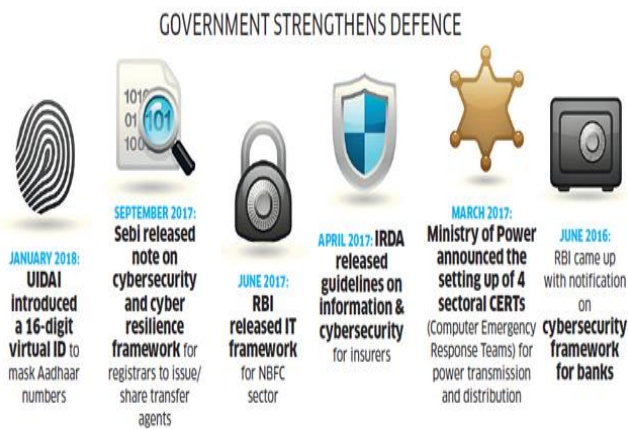 GOVERNMENT STRENGTHENS DEFENCE
1010
01 101
100
JANUARY 2018:
UIDAI
introduced
a 16-digit
virtual ID to
mask Aadhaar
numbers
SEPTEMBER 2017:
Sebi released
note on
cybersecurity
and cyber
resilience
framework for
registrars to issue/
share transfer
agents
JUNE 2017:
RBI
released IT
framework
for NBFC
sector
APRIL 2017: IRDA
released
guidelines on
information &
cybersecurity
for insurers
MARCH 2017:
Ministry of Power
announced the
setting up of 4
sectoral CERTs
(Computer Emergency
Response Teams) for
power transmission
and distribution
JUNE 2016:
RBI came up
with notification
on
cybersecurity
framework
for banks